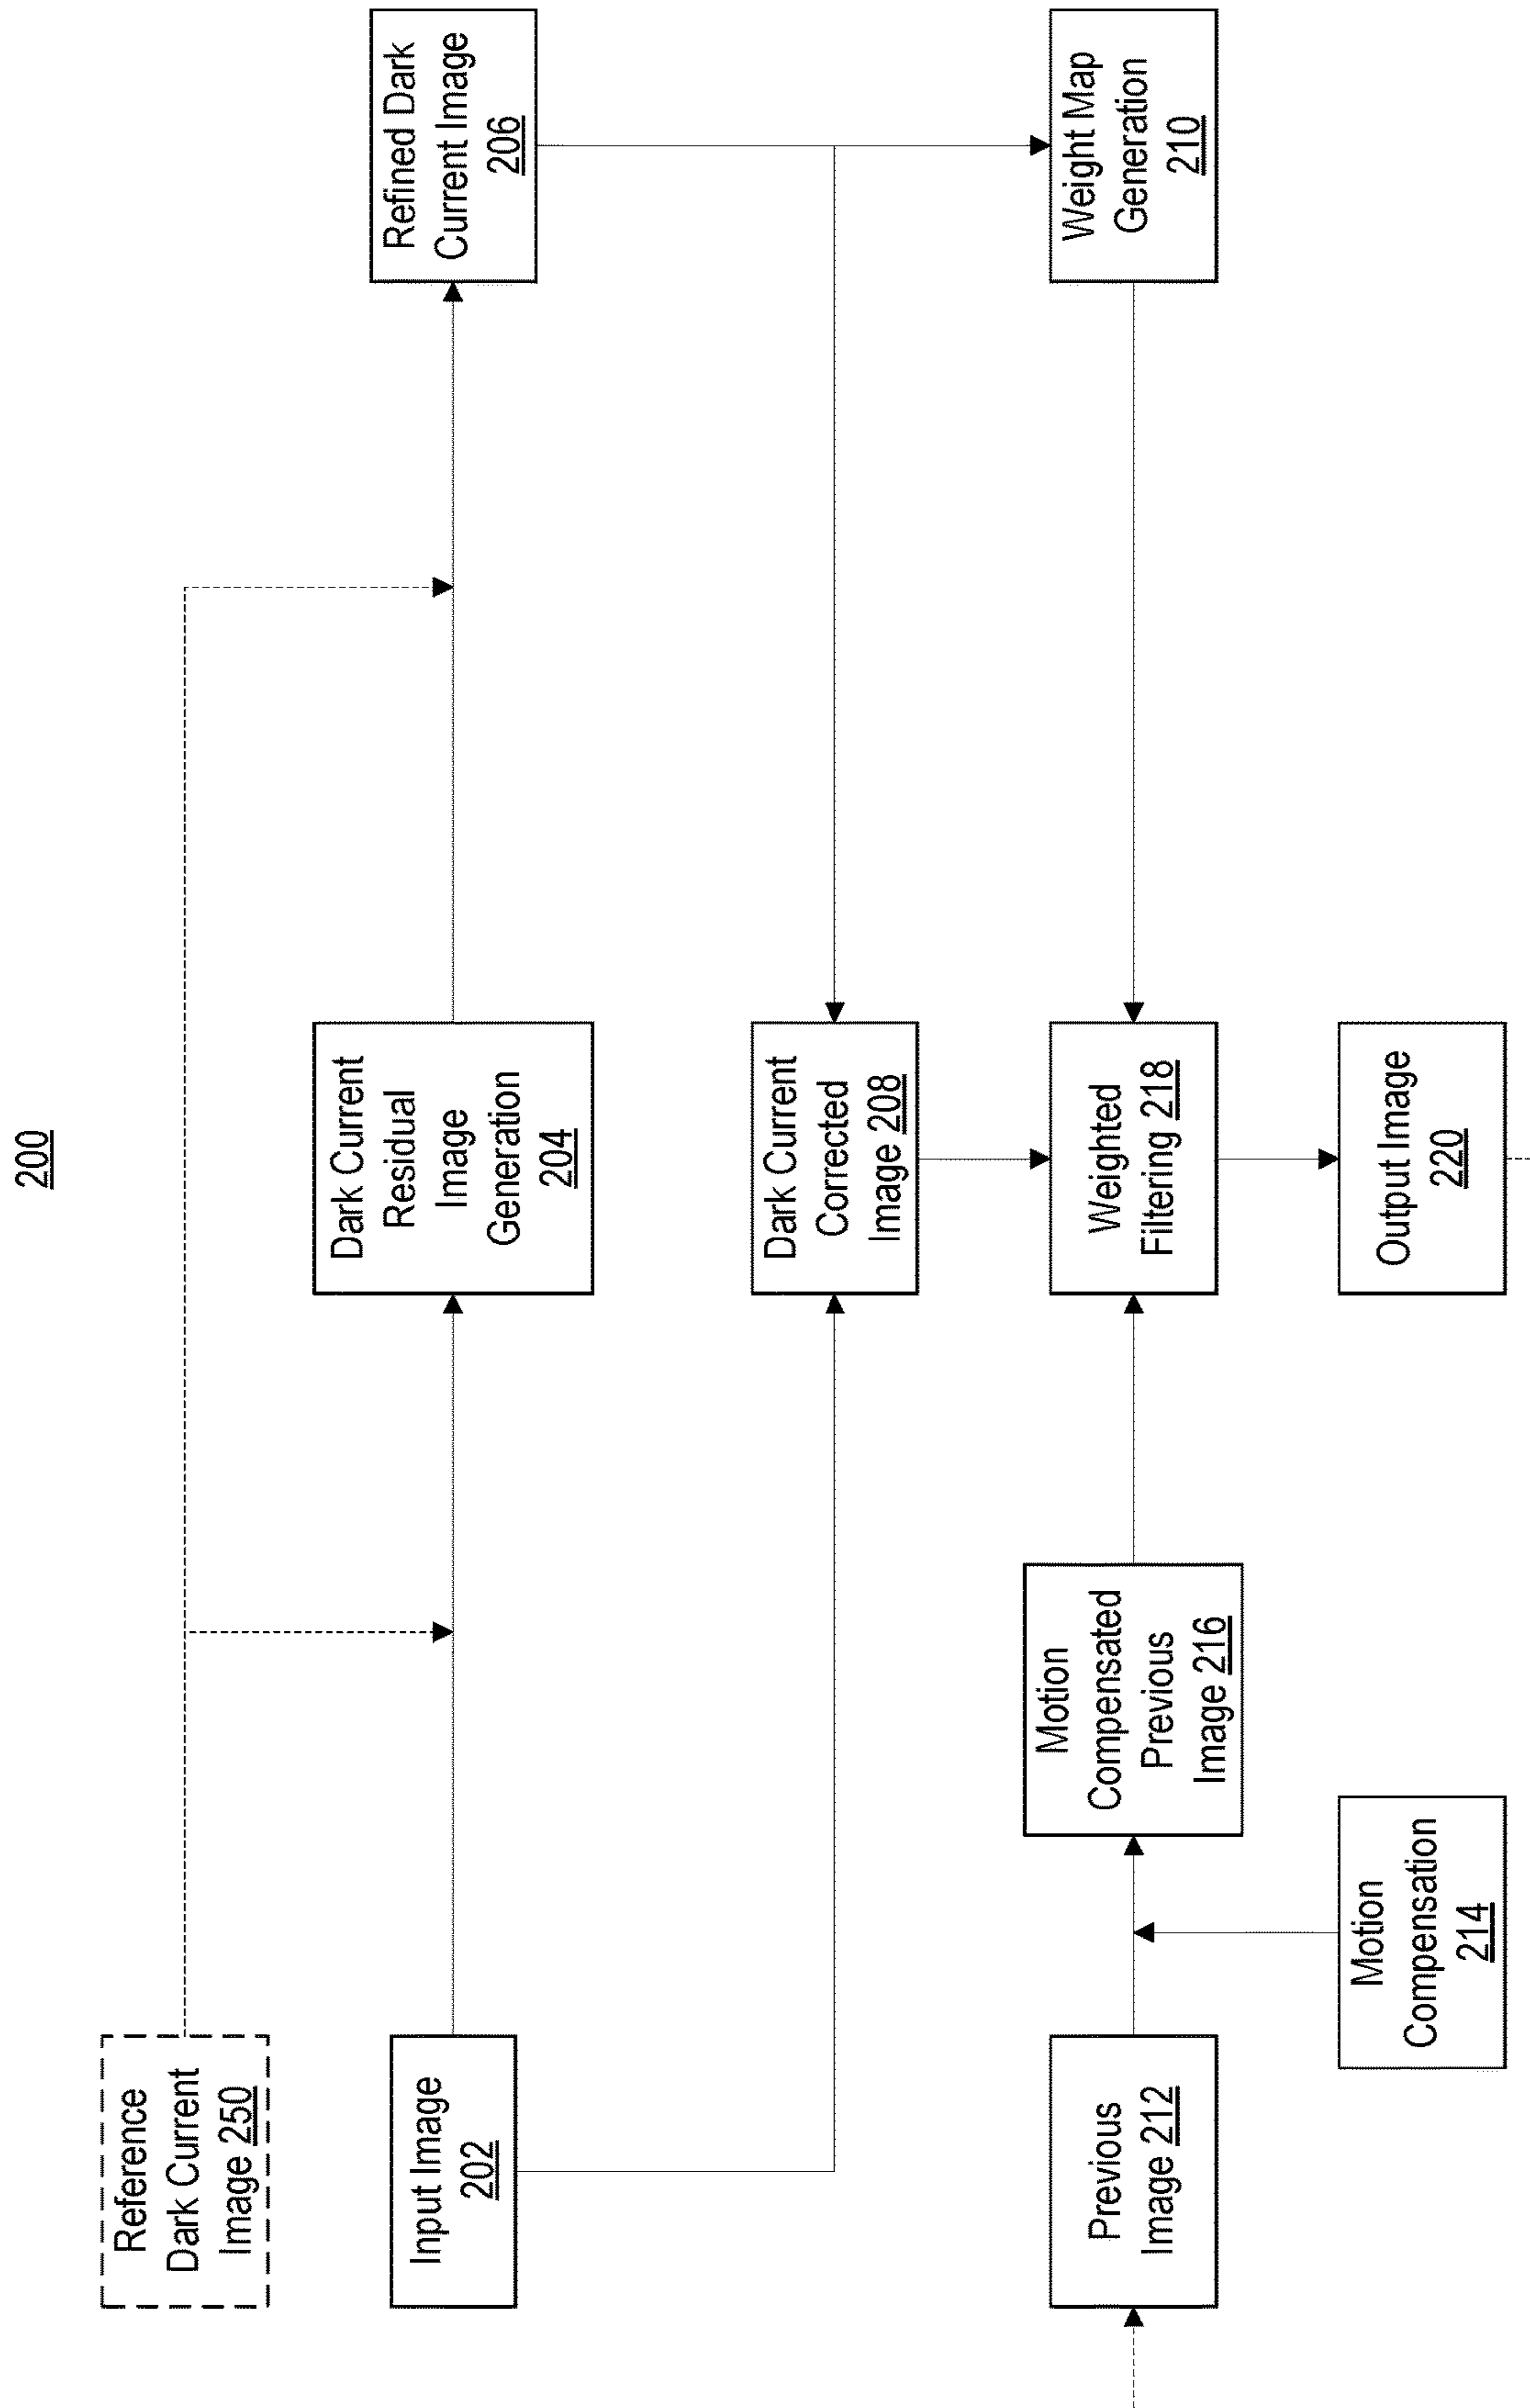 200
Reference
Dark Current
Image 250
Input Image
202
Dark Current
Residual
Image
Generation
204
Refined Dark
Current Image
206
Dark Current
Corrected
Image 208
Previous
Image 212
Motion
Compensated
Previous
Image 216
Weighted
Filtering 218
Weight Map
Generation
210
Motion
Compensation
214
Output Image
220